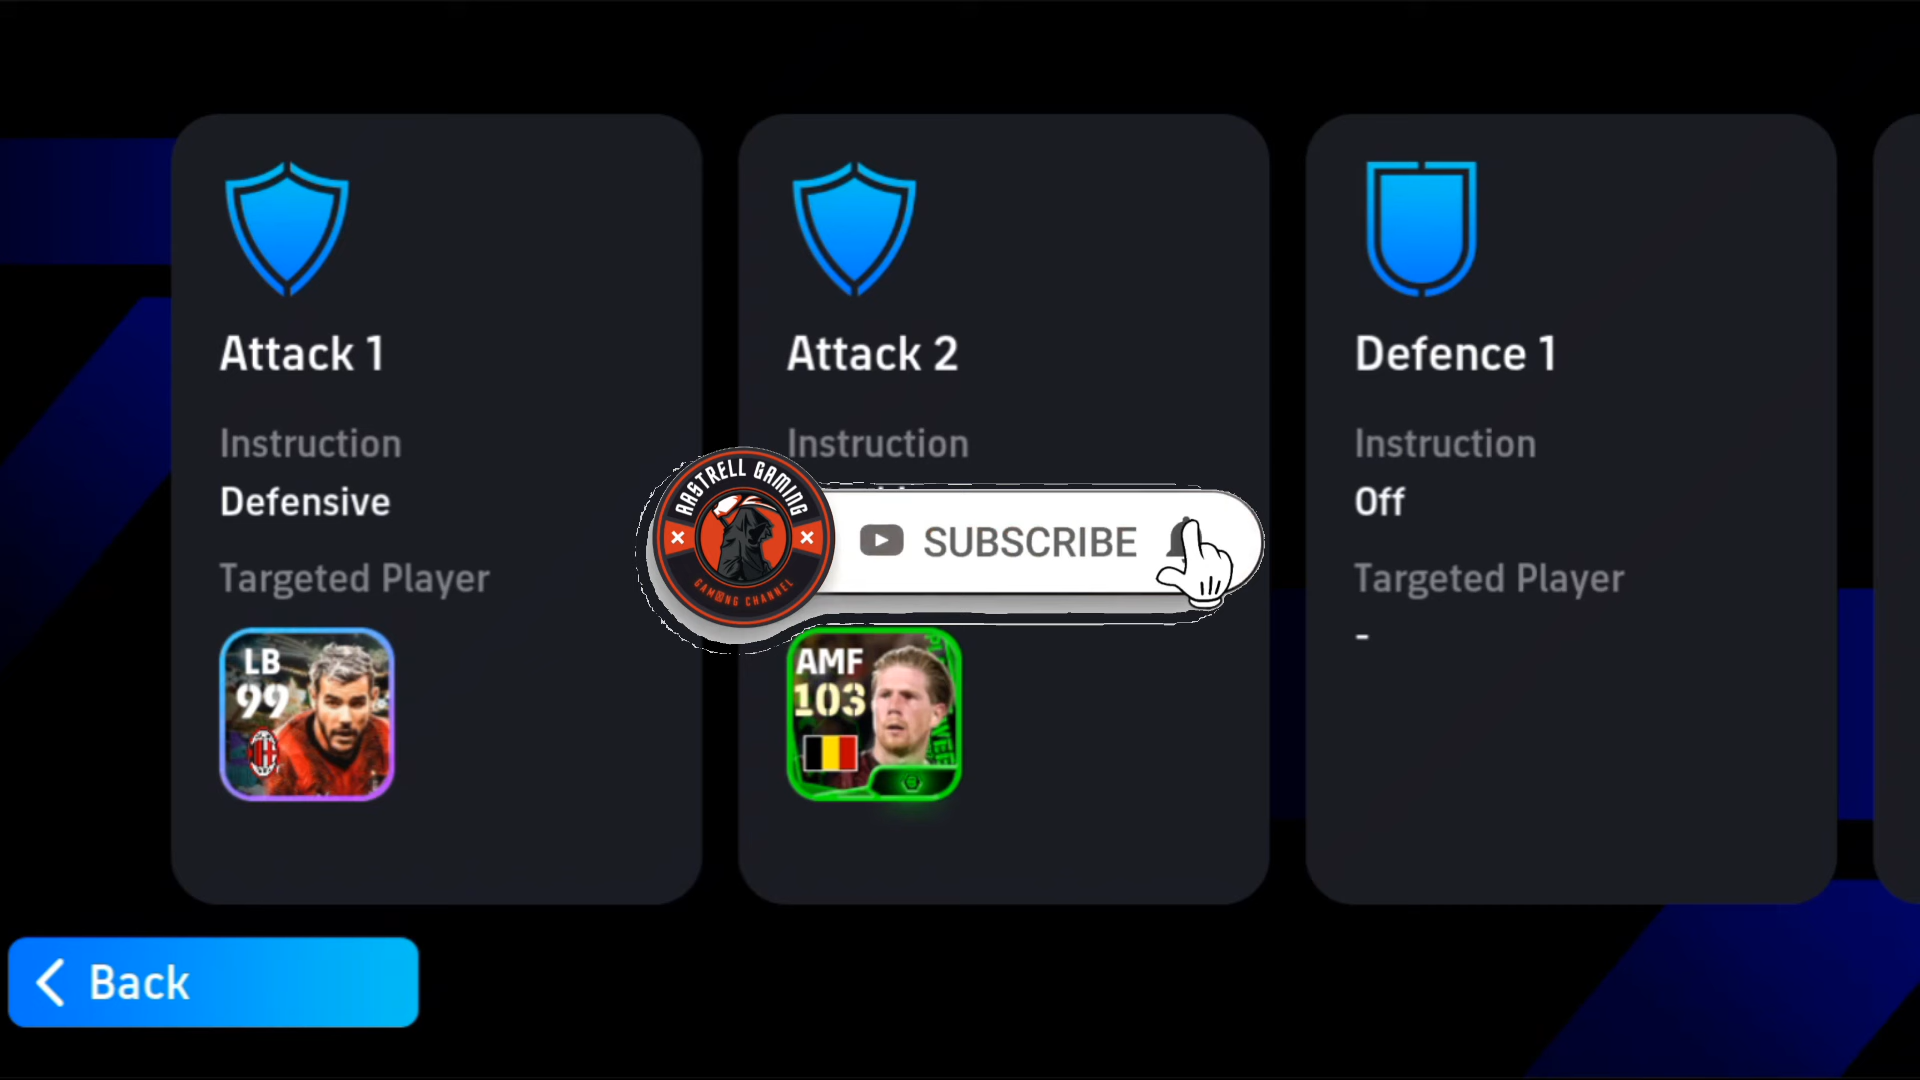 Attack 1
Instruction
Defensive
Targeted Player
LB
99
Attack 2
Instruction
AASTRELL GAMING
GAMING CHANNEL
SUBSCRIBE
AMF
103
Defence 1
Instruction
Off
Targeted Player
-
Back